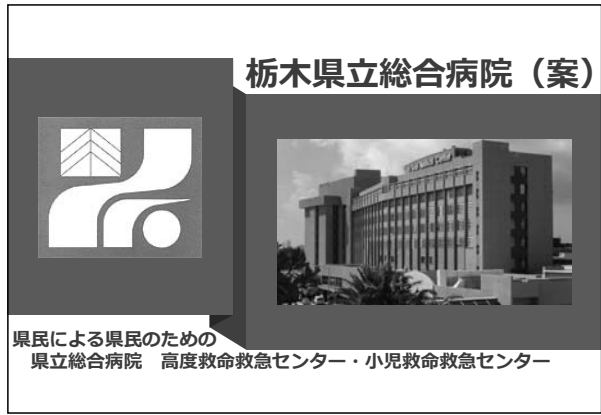 栃木県立総合病院（案）
県民による県民のための
県立総合病院　高度救命救急センター・小児救命救急センター